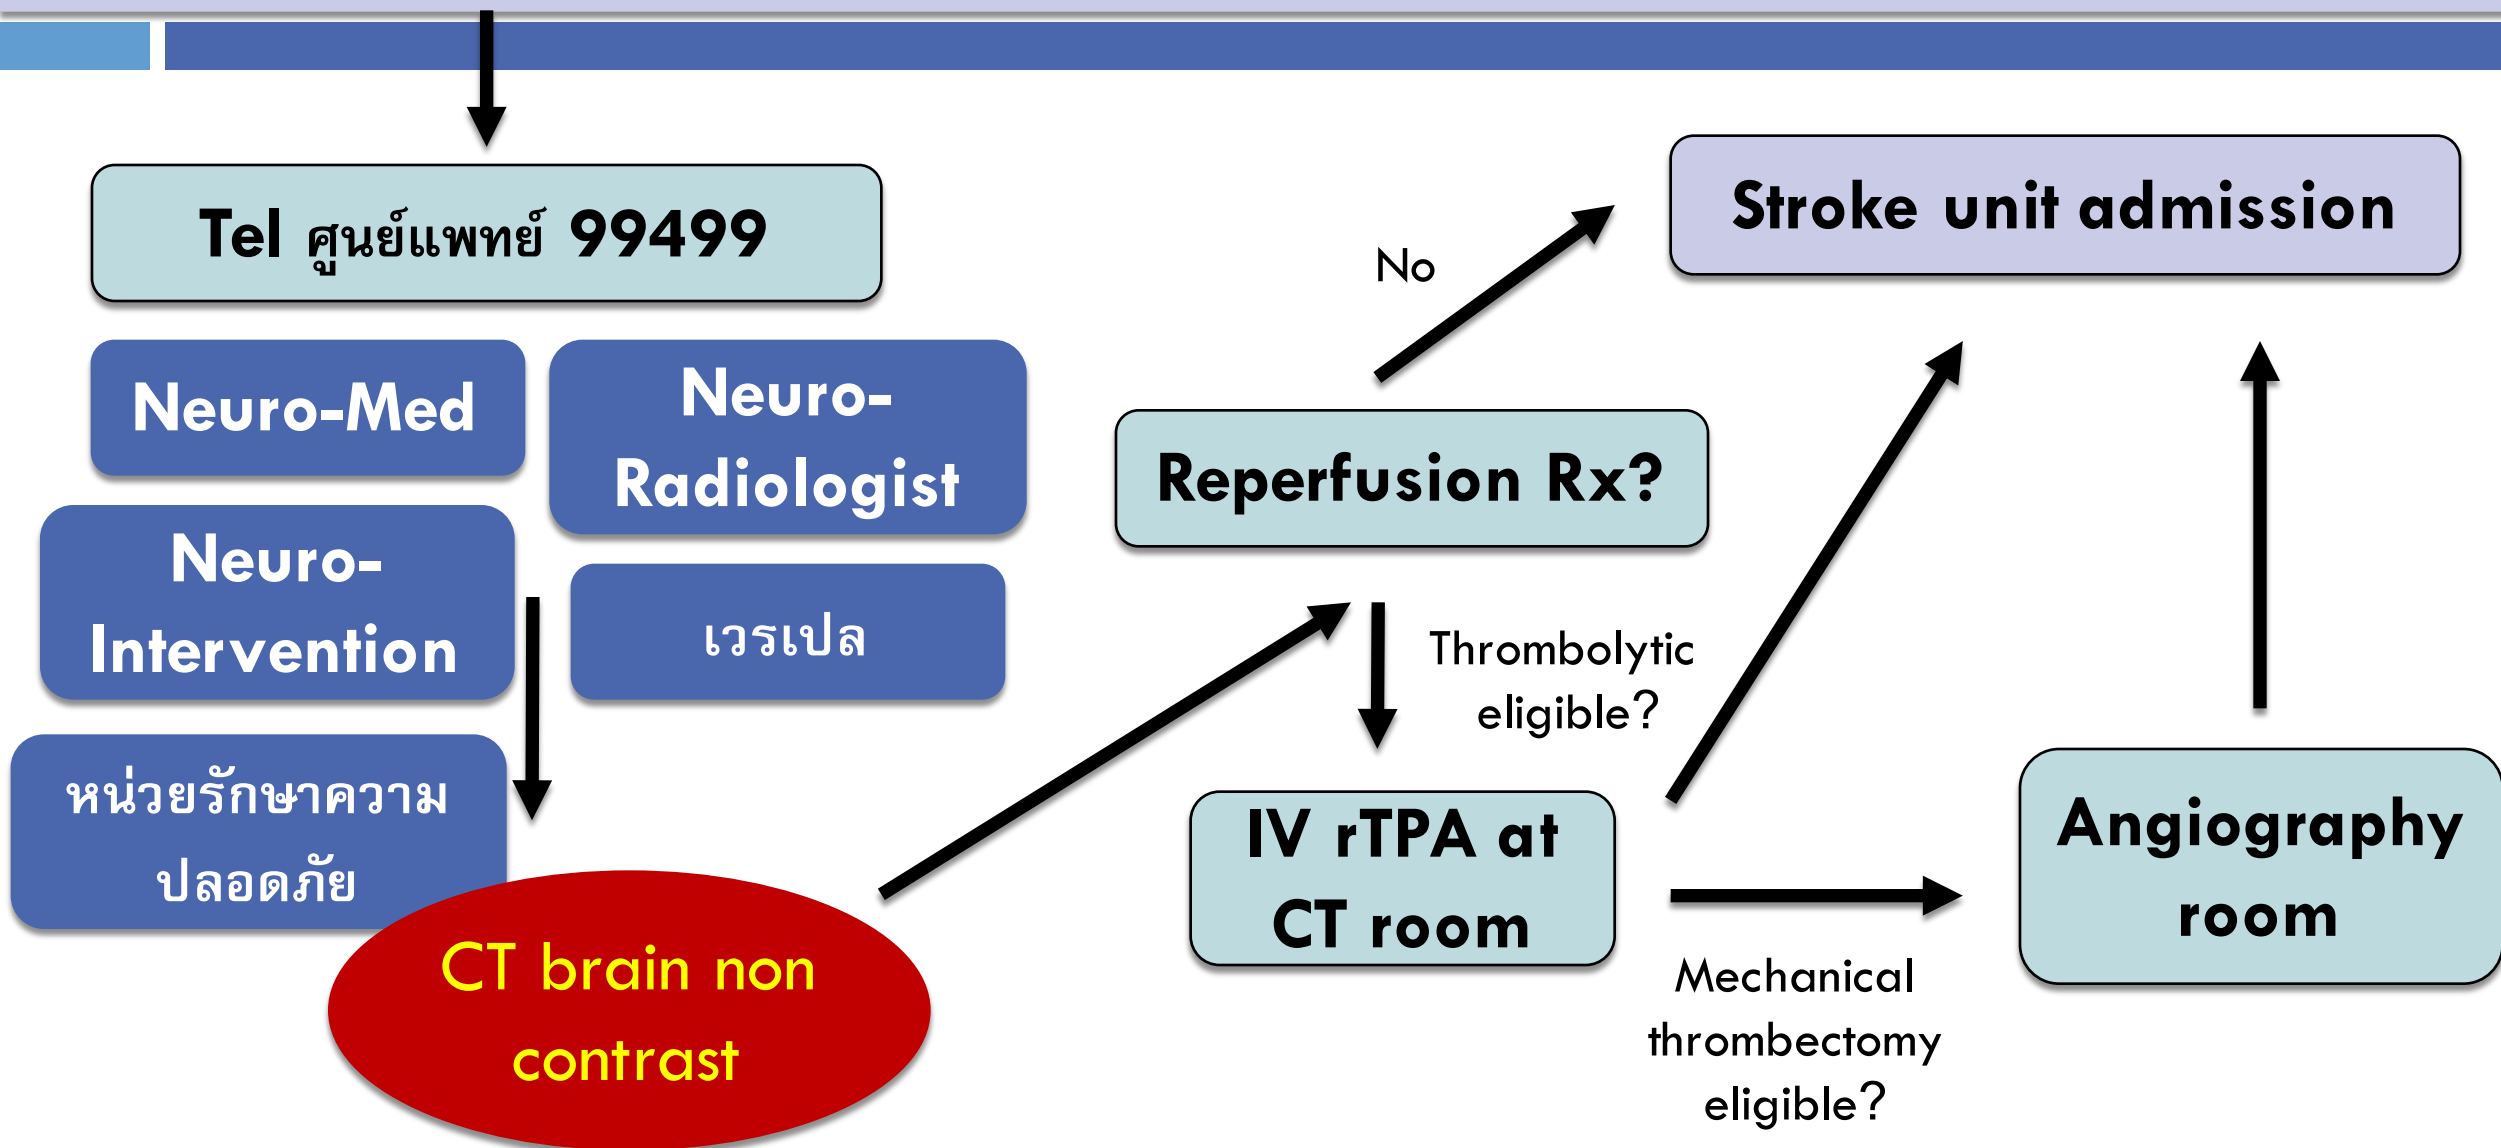 Tel ศูนย์แพทย์ 99499
Neuro-Med
Neuro-
Radiologist
Neuro-
Intervention
เวรเปล
หน่วยรักษาความ
ปลอดภัย
CT brain non
contrast
No
Stroke unit admission
Reperfusion Rx?
Thrombolytic
eligible?
IV rTPA at
CT room
Mechanical
thrombectomy
eligible?
Angiography
room